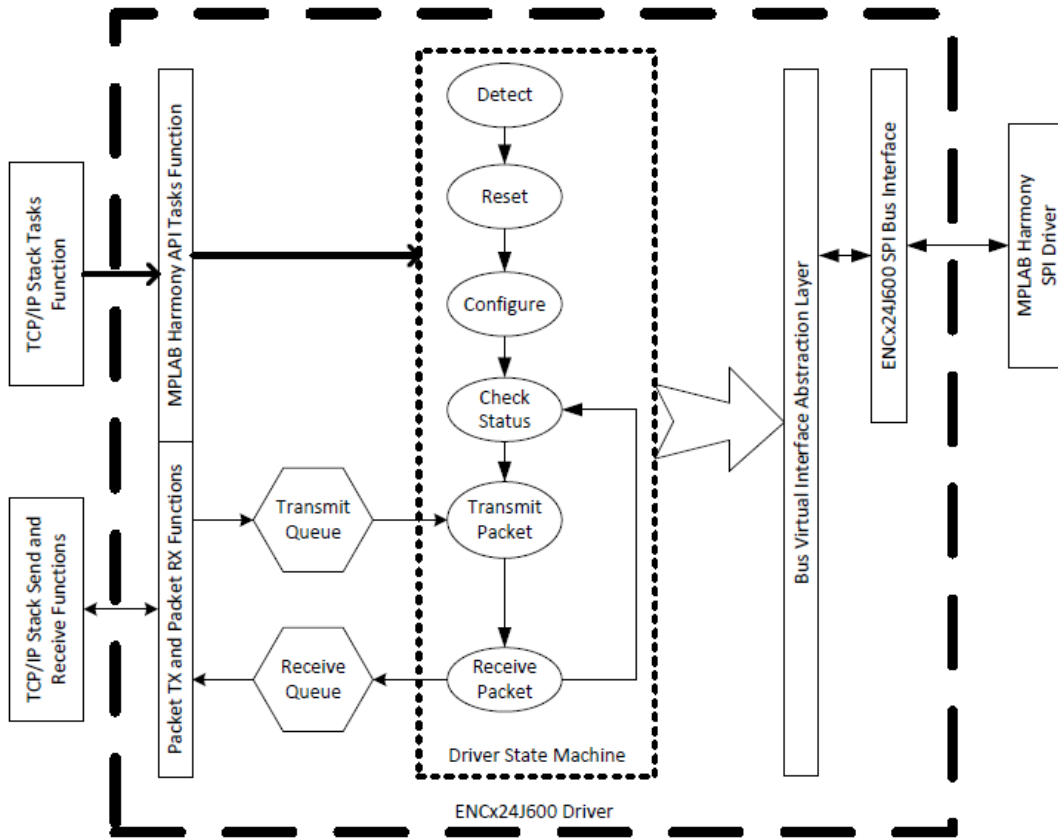 TCP/IP Stack Tasks
Function
TCP/IP Stack Send and
Receive Functions
MPLAB Harmony API Tasks Function
Packet TX and Packet RX Functions
Transmit
Queue
Receive
Queue
Detect
Reset
Configure
Check
Status
Transmit
Packet
Receive
Packet
Driver State Machine
Bus Virtual Interface Abstraction Layer
ENCx24J600 SPI Bus Interface
MPLAB Harmony
SPI Driver
ENCx24J600 Driver